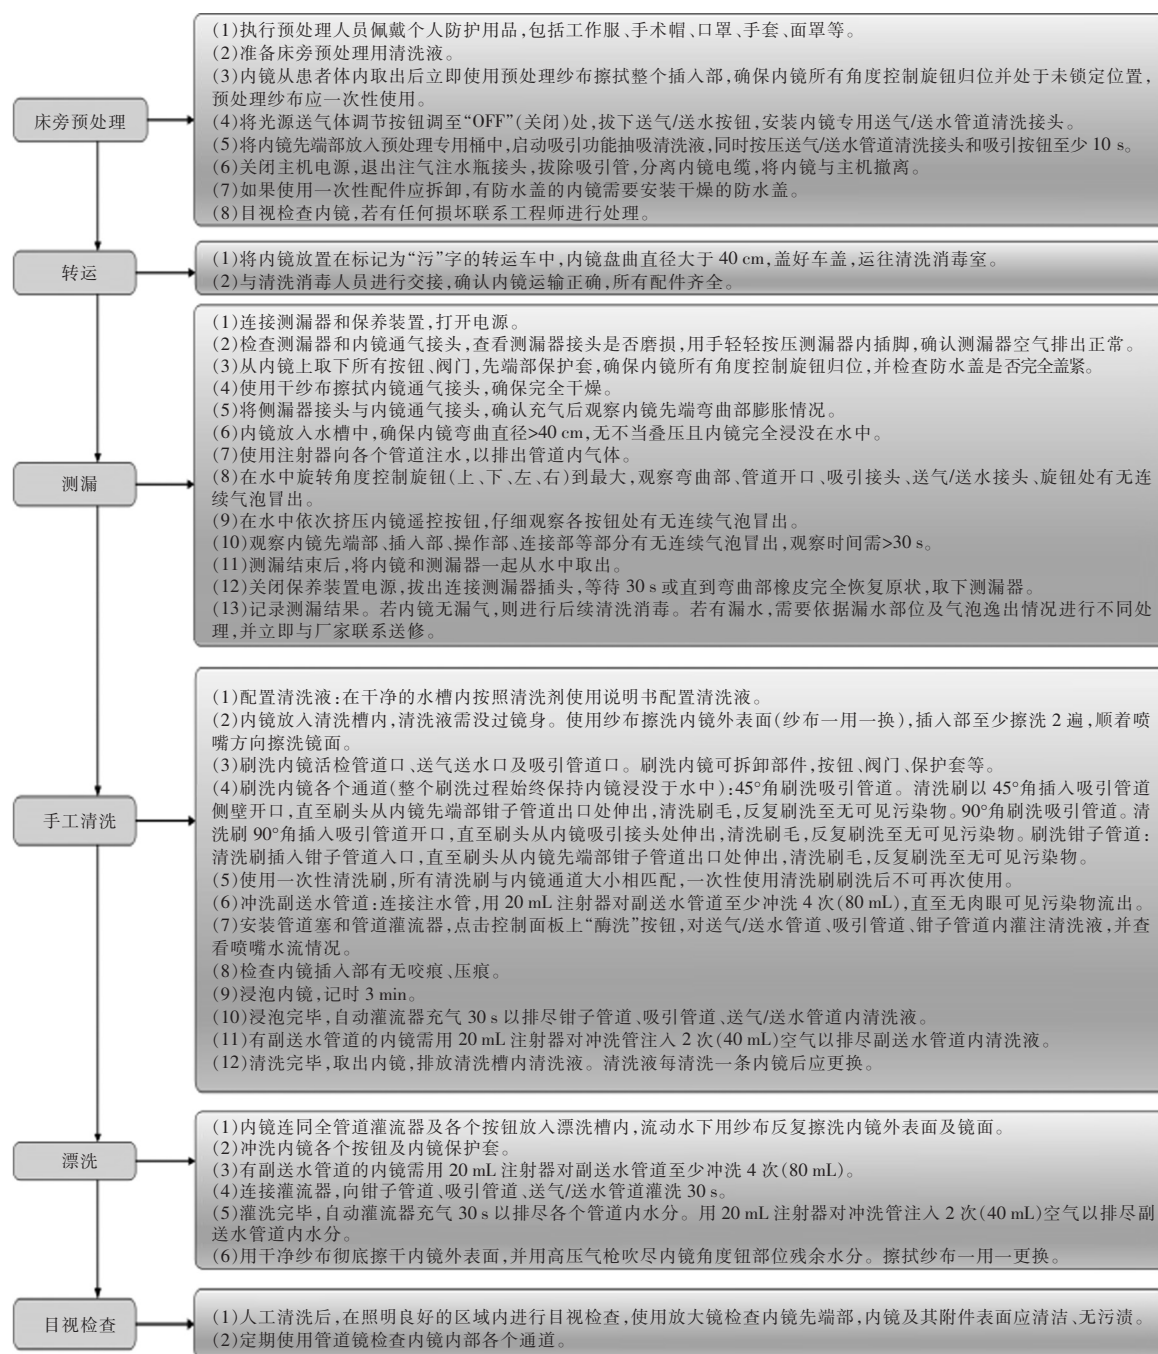 床旁预处理
(1)执行预处理人员佩戴个人防护用品,包括工作服、手术帽、口罩、手套、面罩等。
(2)准备床旁预处理用清洗液。
(3)内镜从患者体内取出后立即使用预处理纱布擦拭整个插入部,确保内镜所有角度控制旋钮归位并处于未锁定位置,
预处理纱布应一次性使用。
(4)将光源送气体调节按钮调至“OFF”(关闭)处,拔下送气/送水按钮,安装内镜专用送气/送水管道清洗接头。
(5)将内镜先端部放入预处理专用桶中,启动吸引功能抽吸清洗液,同时按压送气/送水管道清洗接头和吸引按钮至少 10 s。
(6)关闭主机电源,退出注气注水瓶接头,拔除吸引管,分离内镜电缆,将内镜与主机撤离。
(7)如果使用一次性配件应拆卸,有防水盖的内镜需要安装干燥的防水盖。
(8)目视检查内镜,若有任何损坏联系工程师进行处理。
转运
(1)将内镜放置在标记为“污”字的转运车中,内镜盘曲直径大于 40 cm,盖好车盖,运往清洗消毒室。
(2)与清洗消毒人员进行交接,确认内镜运输正确,所有配件齐全。
测漏
(1)连接测漏器和保养装置,打开电源。
(2)检查测漏器和内镜通气接头,查看测漏器接头是否磨损,用手轻轻按压测漏器内插脚,确认测漏器空气排出正常。
(3)从内镜上取下所有按钮、阀门,先端部保护套,确保内镜所有角度控制旋钮归位,并检查防水盖是否完全盖紧。
(4)使用干纱布擦拭内镜通气接头,确保完全干燥。
(5)将侧漏器接头与内镜通气接头,确认充气后观察内镜先端弯曲部膨胀情况。
(6)内镜放入水槽中,确保内镜弯曲直径>40 cm,无不当叠压且内镜完全浸没在水中。
(7)使用注射器向各个管道注水,以排出管道内气体。
(8)在水中旋转角度控制旋钮(上、下、左、右)到最大,观察弯曲部、管道开口、吸引接头、送气/送水接头、旋钮处有无连
续气泡冒出。
(9)在水中依次挤压内镜遥控按钮,仔细观察各按钮处有无连续气泡冒出。
(10)观察内镜先端部、插入部、操作部、连接部等部分有无连续气泡冒出,观察时间需>30 s。
(11)测漏结束后,将内镜和测漏器一起从水中取出。
(12)关闭保养装置电源,拔出连接测漏器插头,等待 30 s 或直到弯曲部橡皮完全恢复原状,取下测漏器。
(13)记录测漏结果。若内镜无漏气,则进行后续清洗消毒。若有漏水,需要依据漏水部位及气泡逸出情况进行不同处
理,并立即与厂家联系送修。
手工清洗
(1)配置清洗液:在干净的水槽内按照清洗剂使用说明书配置清洗液。
(2)内镜放入清洗槽内,清洗液需没过镜身。使用纱布擦洗内镜外表面(纱布一用一换),插入部至少擦洗 2 遍,顺着喷
嘴方向擦洗镜面。
(3)刷洗内镜活检管道口、送气送水口及吸引管道口。刷洗内镜可拆卸部件,按钮、阀门、保护套等。
(4)刷洗内镜各个通道(整个刷洗过程始终保持内镜浸没于水中):45°角刷洗吸引管道。清洗刷以 45°角插入吸引管道
侧壁开口,直至刷头从内镜先端部钳子管道出口处伸出,清洗刷毛,反复刷洗至无可见污染物。90°角刷洗吸引管道。清
洗刷 90°角插入吸引管道开口,直至刷头从内镜吸引接头处伸出,清洗刷毛,反复刷洗至无可见污染物。刷洗钳子管道:
清洗刷插入钳子管道入口,直至刷头从内镜先端部钳子管道出口处伸出,清洗刷毛,反复刷洗至无可见污染物。
(5)使用一次性清洗刷,所有清洗刷与内镜通道大小相匹配,一次性使用清洗刷刷洗后不可再次使用。
(6)冲洗副送水管道:连接注水管,用 20 mL 注射器对副送水管道至少冲洗 4 次(80 mL),直至无肉眼可见污染物流出。
(7)安装管道塞和管道灌流器,点击控制面板上“酶洗”按钮,对送气/送水管道、吸引管道、钳子管道内灌注清洗液,并查
看喷嘴水流情况。
(8)检查内镜插入部有无咬痕、压痕。
(9)浸泡内镜,记时 3 min。
(10)浸泡完毕,自动灌流器充气 30 s 以排尽钳子管道、吸引管道、送气/送水管道内清洗液。
(11)有副送水管道的内镜需用 20 mL 注射器对冲洗管注入 2 次(40 mL)空气以排尽副送水管道内清洗液。
(12)清洗完毕,取出内镜,排放清洗槽内清洗液。清洗液每清洗一条内镜后应更换。
漂洗
(1)内镜连同全管道灌流器及各个按钮放入漂洗槽内,流动水下用纱布反复擦洗内镜外表面及镜面。
(2)冲洗内镜各个按钮及内镜保护套。
(3)有副送水管道的内镜需用 20 mL 注射器对副送水管道至少冲洗 4 次(80 mL)。
(4)连接灌流器,向钳子管道、吸引管道、送气/送水管道灌洗 30 s。
(5)灌洗完毕,自动灌流器充气 30 s 以排尽各个管道内水分。用 20 mL 注射器对冲洗管注入 2 次(40 mL)空气以排尽副
送水管道内水分。
(6)用干净纱布彻底擦干内镜外表面,并用高压气枪吹尽内镜角度钮部位残余水分。擦拭纱布一用一更换。
目视检查
(1)人工清洗后,在照明良好的区域内进行目视检查,使用放大镜检查内镜先端部,内镜及其附件表面应清洁、无污渍。
(2)定期使用管道镜检查内镜内部各个通道。